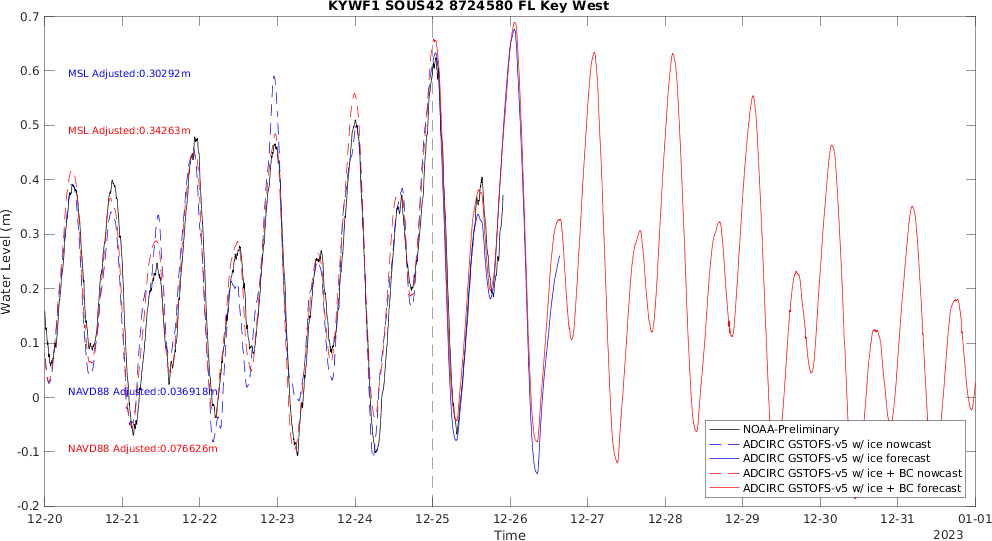 KYWF1 SOUS42 8724580 FL Key West
0.7
0.6
0.5
0.4
0.3
0.2
0.1
0
-0.1
-0.2
Water Level (m)
MSL Adjusted:0.30292m
MSL Adjusted:0.34263m
NAVD88 Adjusted:0.036918m
NAVD88 Adjusted:0.076626m
NOAA-Preliminary
ADCIRC GSTOFS-v5 w/ ice nowcast
ADCIRC GSTOFS-v5 w/ ice forecast
ADCIRC GSTOFS-v5 w/ ice + BC nowcast
ADCIRC GSTOFS-v5 w/ ice + BC forecast
12-20 12-21 12-22 12-23 12-24 12-25 12-26 12-27 12-28 12-29 12-30 12-31 01-01
Time
2023